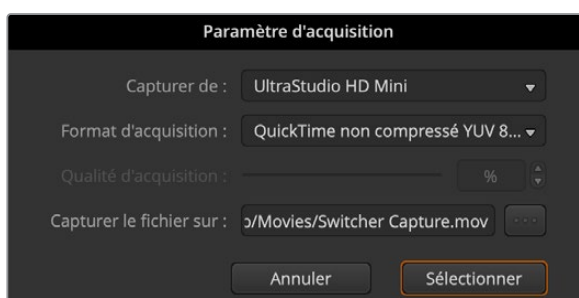 Paramètre d'acquisition
Capturer de : UltraStudio HD Mini
Format d'acquisition : QuickTime non compressé YUV 8...
Qualité d'acquisition : %
Capturer le fichier sur : /Movies/Switcher Capture.mov ...
Annuler Sélectionner